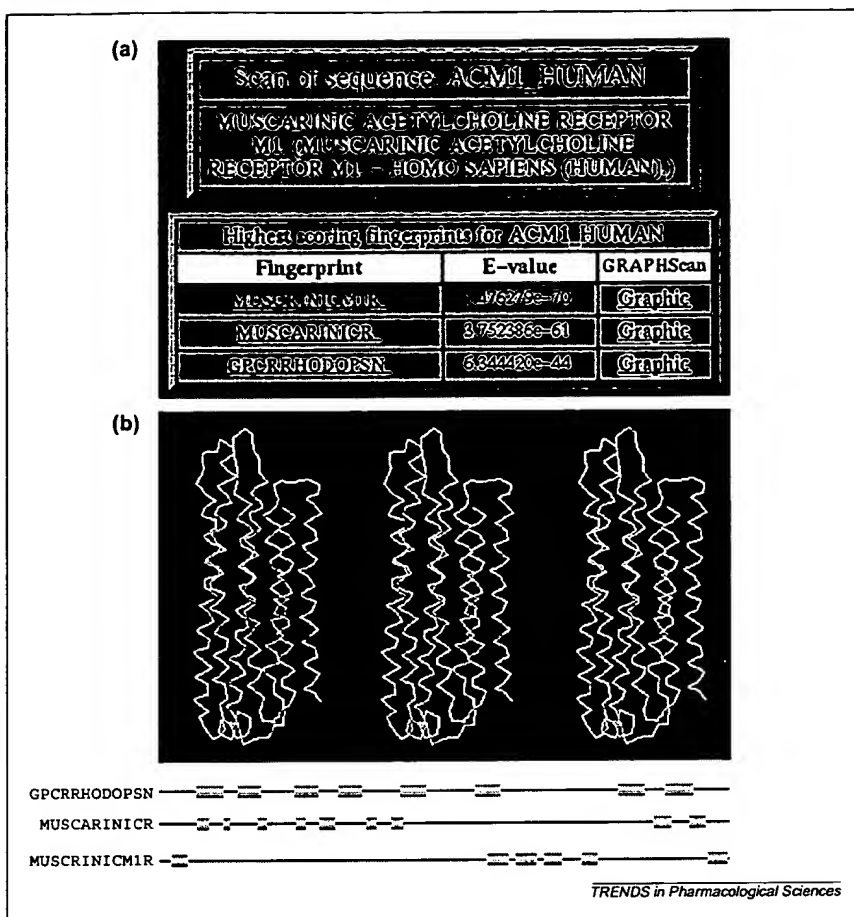 (a)
Scan of sequence ACM1_HUMAN
MUSCARINIC ACETYLCHOLINE RECEPTOR
M1 (MUSCARINIC ACETYLCHOLINE
RECEPTOR M1 – HOMO SAPIENS (HUMAN),)
Highest scoring fingerprints for ACM1_HUMAN
Fingerprint E-value GRAPHScan
MUSCRINICM1R Graphic
MUSCARINICR 3.752386e-61 Graphic
GPCRRHODOPSN 6.344420e-44 Graphic
(b)
GPCRRHODOPSN
MUSCARINICR
MUSCRINICM1R
TRENDS in Pharmacological Sciences